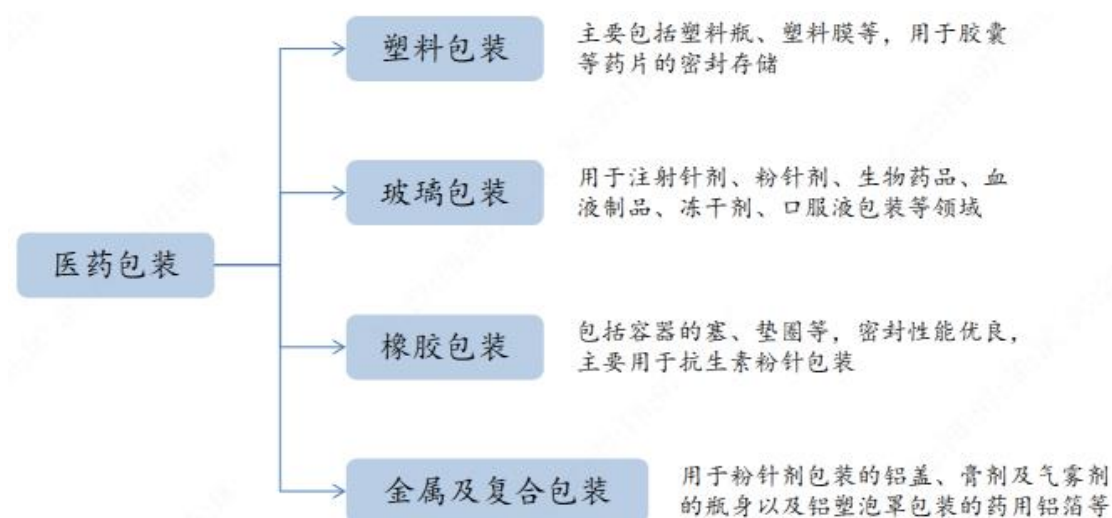 塑料包装
主要包括塑料瓶、塑料膜等，用于胶囊
等药片的密封存储
玻璃包装
用于注射针剂、粉针剂、生物药品、血
液制品、冻干剂、口服液包装等领域
医药包装
橡胶包装
包括容器的塞、垫圈等，密封性能优良，
主要用于抗生素粉针包装
金属及复合包装
用于粉针剂包装的铝盖、膏剂及气雾剂
的瓶身以及铝塑泡罩包装的药用铝箔等